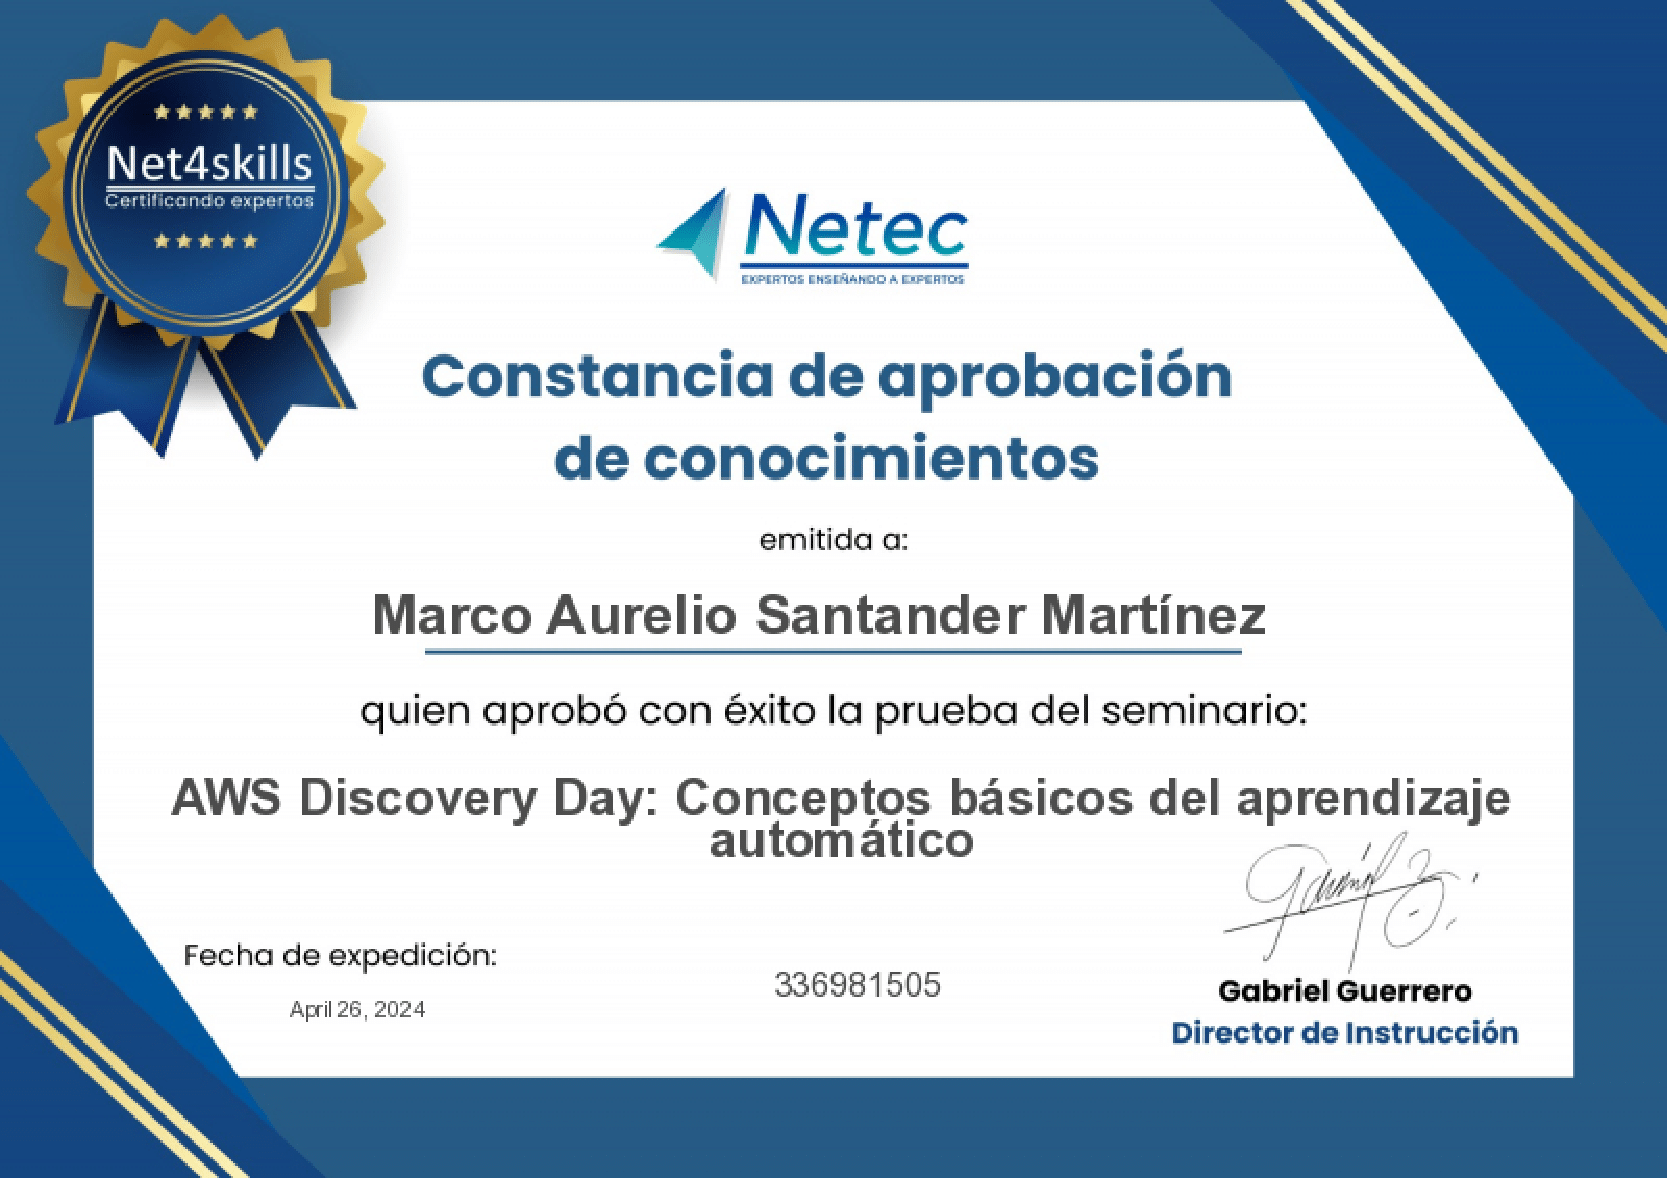 Net4skills
Certificando expertos
Netec
EXPERTOS ENSEÑANDO A EXPERTOS
Constancia de aprobación
de conocimientos
emitida a:
Marco Aurelio Santander Martínez
quien aprobó con éxito la prueba del seminario:
AWS Discovery Day: Conceptos básicos del aprendizaje
automático
Fecha de expedición:
April 26, 2024
336981505
Gabriel Guerrero
Director de Instrucción